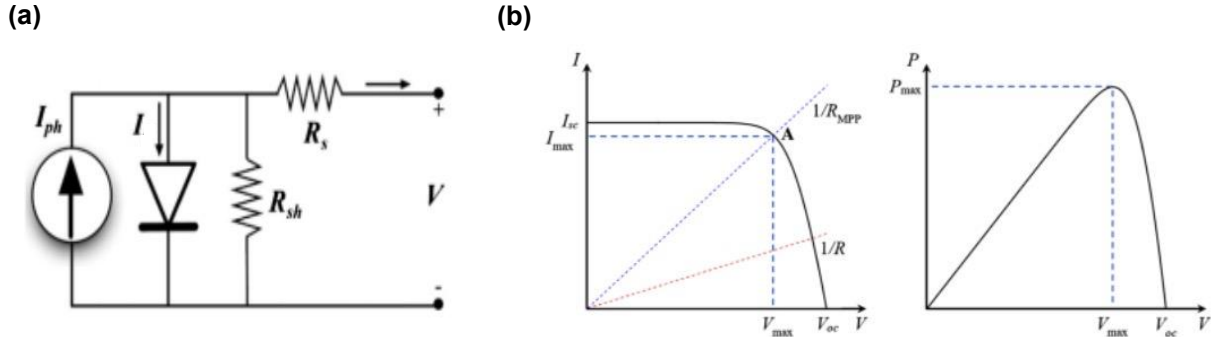 (a)
I_ph
I
R_s
R_sh
+
V
-
(b)
I
I_sc
I_max
A
1/R_MPP
1/R
V_max
V_oc
V
P
P_max
V_max
V_oc
V